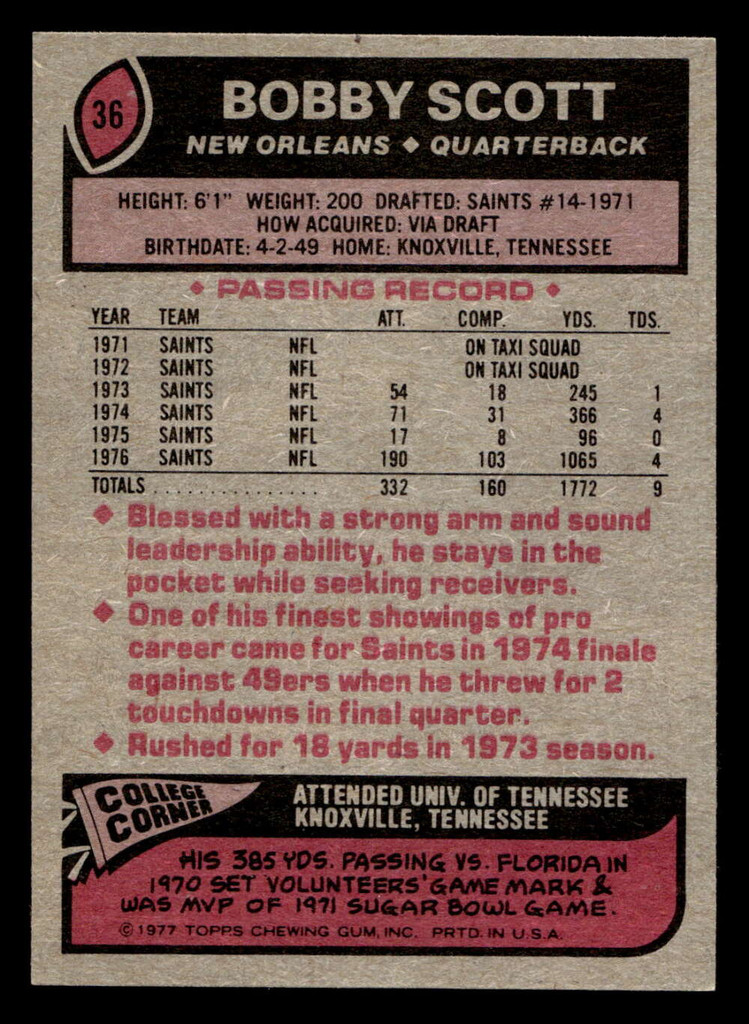 36
BOBBY SCOTT
NEW ORLEANS ◆ QUARTERBACK
HEIGHT: 6'1" WEIGHT: 200 DRAFTED: SAINTS #14-1971
HOW ACQUIRED: VIA DRAFT
BIRTHDATE: 4-2-49 HOME: KNOXVILLE, TENNESSEE
◆ PASSING RECORD ◆
YEAR TEAM ATT. COMP. YDS. TDS.
1971 SAINTS NFL ON TAXI SQUAD
1972 SAINTS NFL ON TAXI SQUAD
1973 SAINTS NFL 54 18 245 1
1974 SAINTS NFL 71 31 366 4
1975 SAINTS NFL 17 8 96 0
1976 SAINTS NFL 190 103 1065 4
TOTALS . . . . . . . . . . . . . . . . 332 160 1772 9
◆ Blessed with a strong arm and sound
leadership ability, he stays in the
pocket while seeking receivers.
◆ One of his finest showings of pro
career came for Saints in 1974 finale
against 49ers when he threw for 2
touchdowns in final quarter.
◆ Rushed for 18 yards in 1973 season.
COLLEGE
CORNER
ATTENDED UNIV. OF TENNESSEE
KNOXVILLE, TENNESSEE
HIS 385 YDS. PASSING VS. FLORIDA IN
1970 SET VOLUNTEERS' GAME MARK &
WAS MVP OF 1971 SUGAR BOWL GAME.
© 1977 TOPPS CHEWING GUM, INC. PRTD. IN U.S.A.